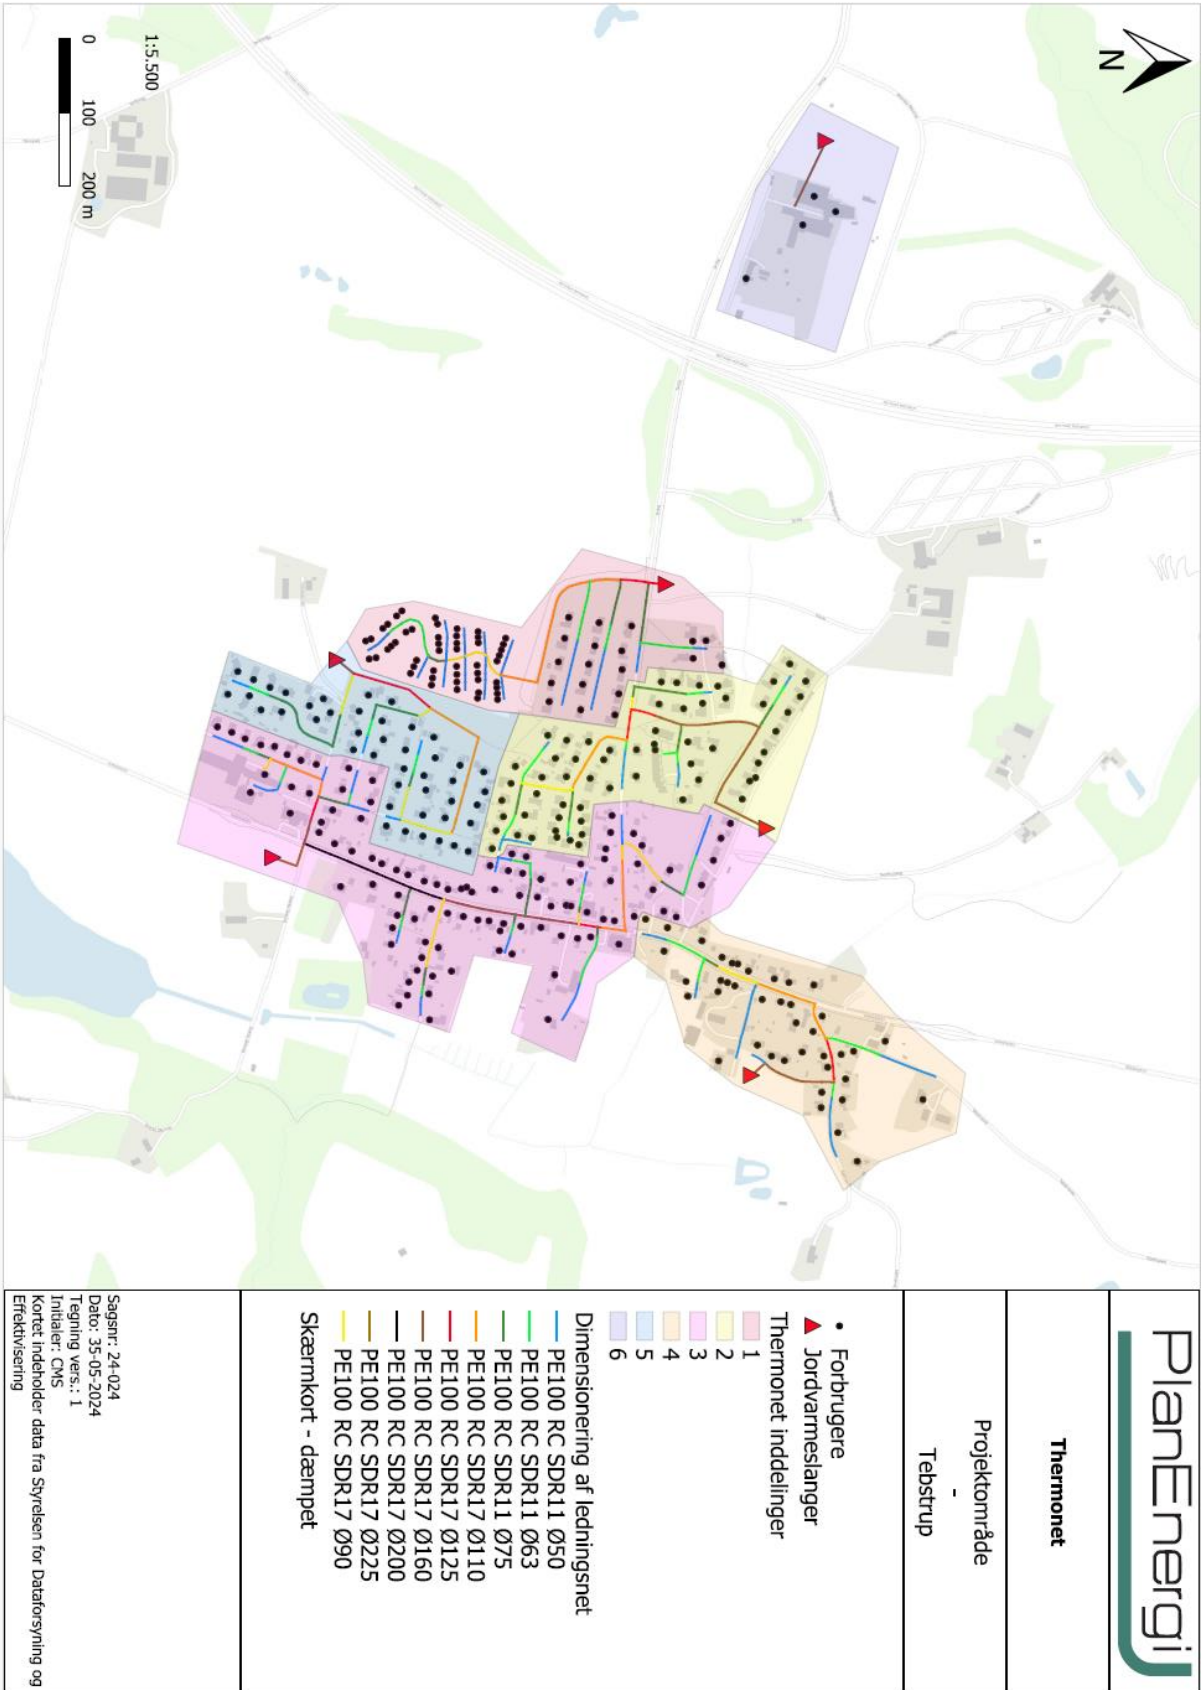 PlanEnergi
Thermonet
Projektområde
-
Tebstrup
Forbrugere
Jordvarmeslanger
Thermonet inddelinger
1
2
3
4
5
6
Dimensionering af ledningsnet
PE100 RC SDR11 Ø50
PE100 RC SDR11 Ø63
PE100 RC SDR11 Ø75
PE100 RC SDR17 Ø110
PE100 RC SDR17 Ø125
PE100 RC SDR17 Ø160
PE100 RC SDR17 Ø200
PE100 RC SDR17 Ø225
PE100 RC SDR17 Ø90
Skærmkort - dæmpet
Sagsnr: 24-024
Dato: 35-05-2024
Tegning vers.: 1
Initialer: CMS
Kortet indeholder data fra Styrelsen for Dataforsyning og
Effektivisering
N
1:5.500
0 100 200 m